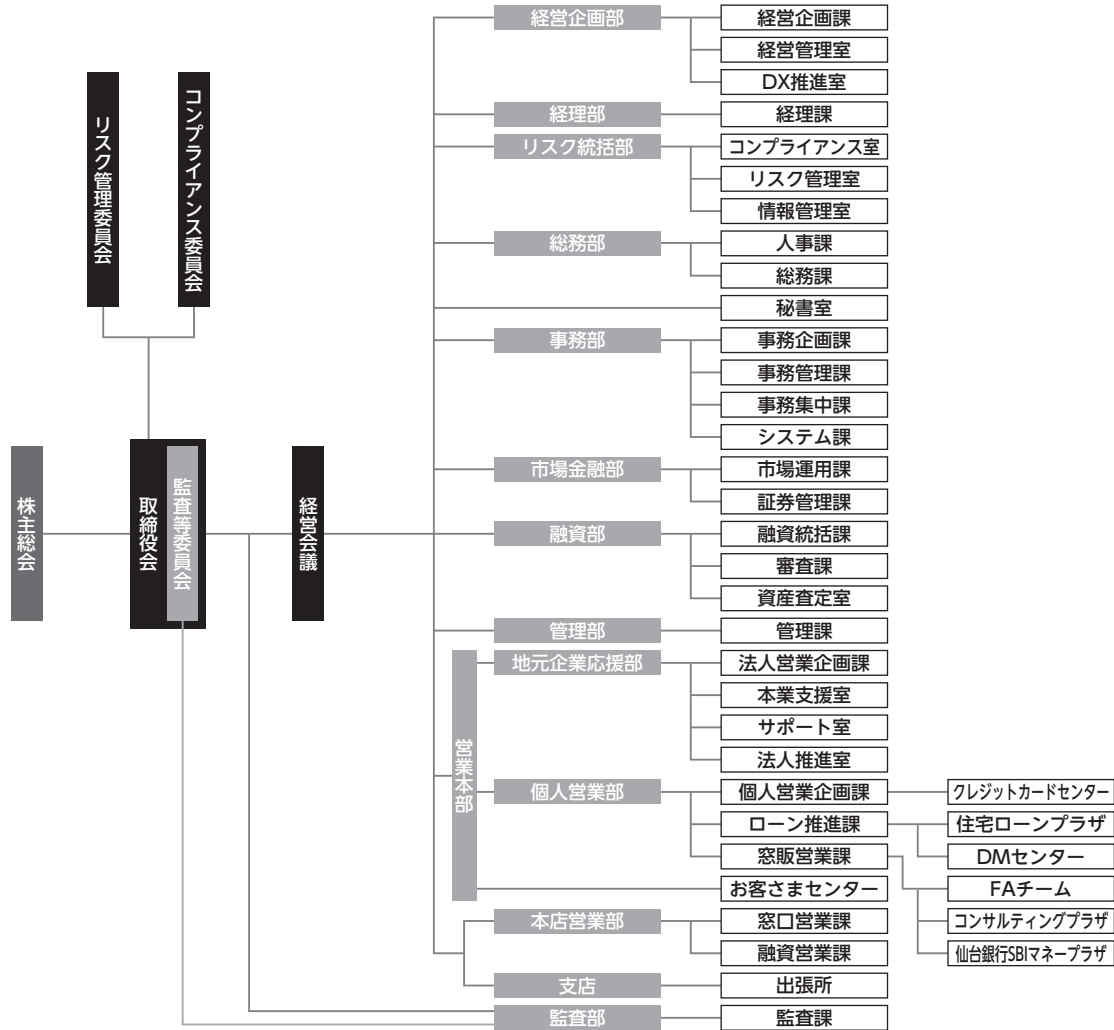 株主総会
リスク管理委員会
コンプライアンス委員会
取締役会
監査等委員会
経営会議
経営企画部
経営企画課
経営管理室
DX推進室
経理部
経理課
リスク統括部
コンプライアンス室
リスク管理室
情報管理室
総務部
人事課
総務課
秘書室
事務部
事務企画課
事務管理課
事務集中課
システム課
市場金融部
市場運用課
証券管理課
融資部
融資統括課
審査課
資産査定室
管理部
管理課
営業本部
地元企業応援部
法人営業企画課
本業支援室
サポート室
法人推進室
個人営業部
個人営業企画課
クレジットカードセンター
ローン推進課
住宅ローンプラザ
DMセンター
窓販営業課
FAチーム
コンサルティングプラザ
仙台銀行SBIマネープラザ
お客さまセンター
本店営業部
窓口営業課
融資営業課
支店
出張所
監査部
監査課